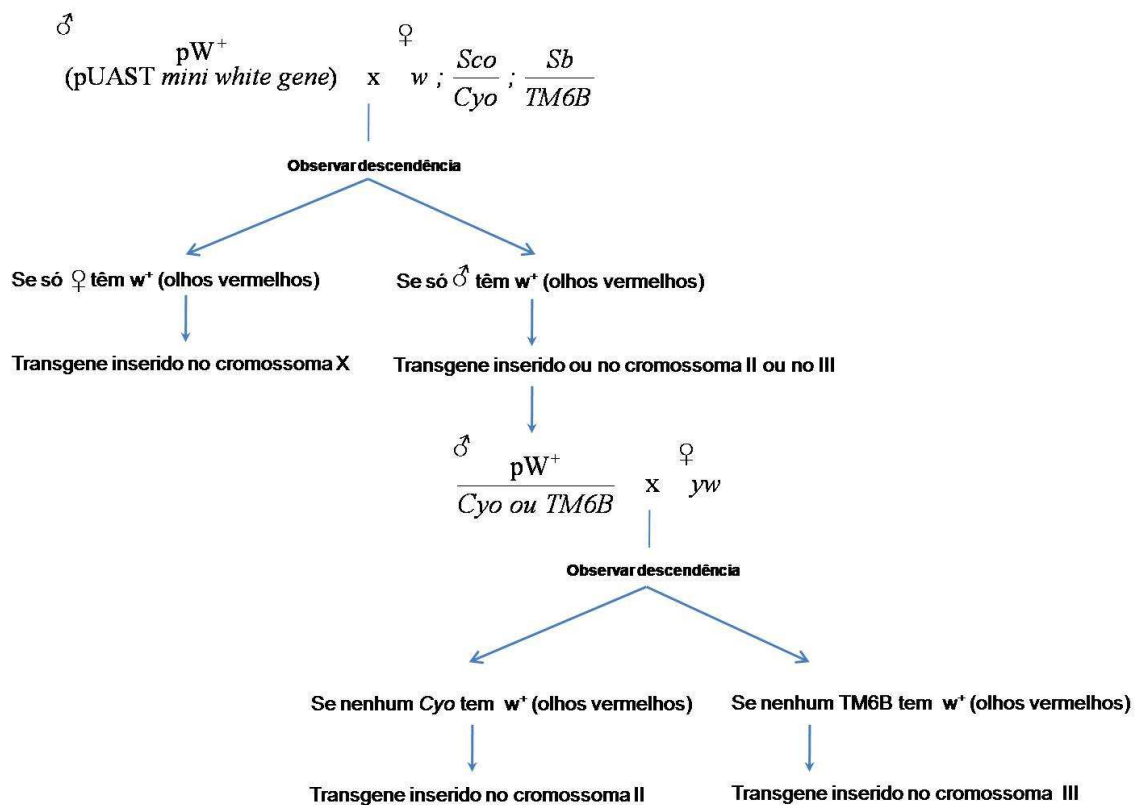 ♂ ♀
pW⁺
(pUAST mini white gene) x w ; Sco/Cyo ; Sb/TM6B
Observar descendência
Se só ♀ têm w⁺ (olhos vermelhos)
Se só ♂ têm w⁺ (olhos vermelhos)
Transgene inserido no cromossoma X
Transgene inserido ou no cromossoma II ou no III
♂ ♀
pW⁺
Cyo ou TM6B x yw
Observar descendência
Se nenhum Cyo tem w⁺ (olhos vermelhos)
Se nenhum TM6B tem w⁺ (olhos vermelhos)
Transgene inserido no cromossoma II
Transgene inserido no cromossoma III